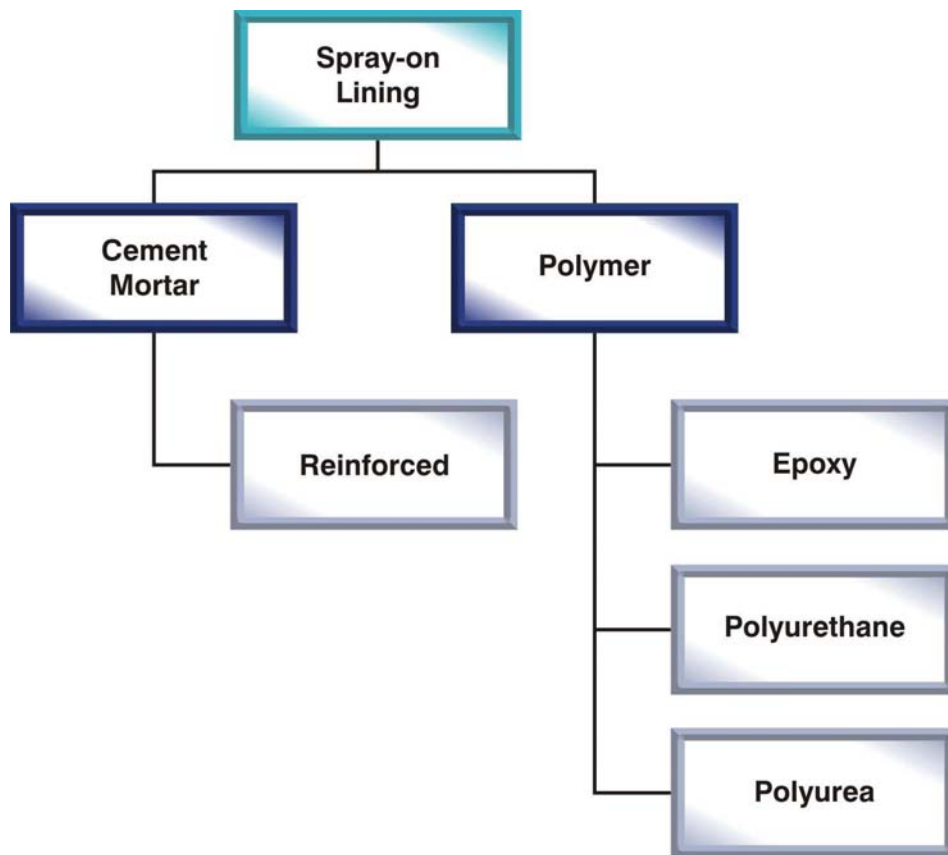 Spray-on
Lining
Cement
Mortar
Polymer
Reinforced
Epoxy
Polyurethane
Polyurea